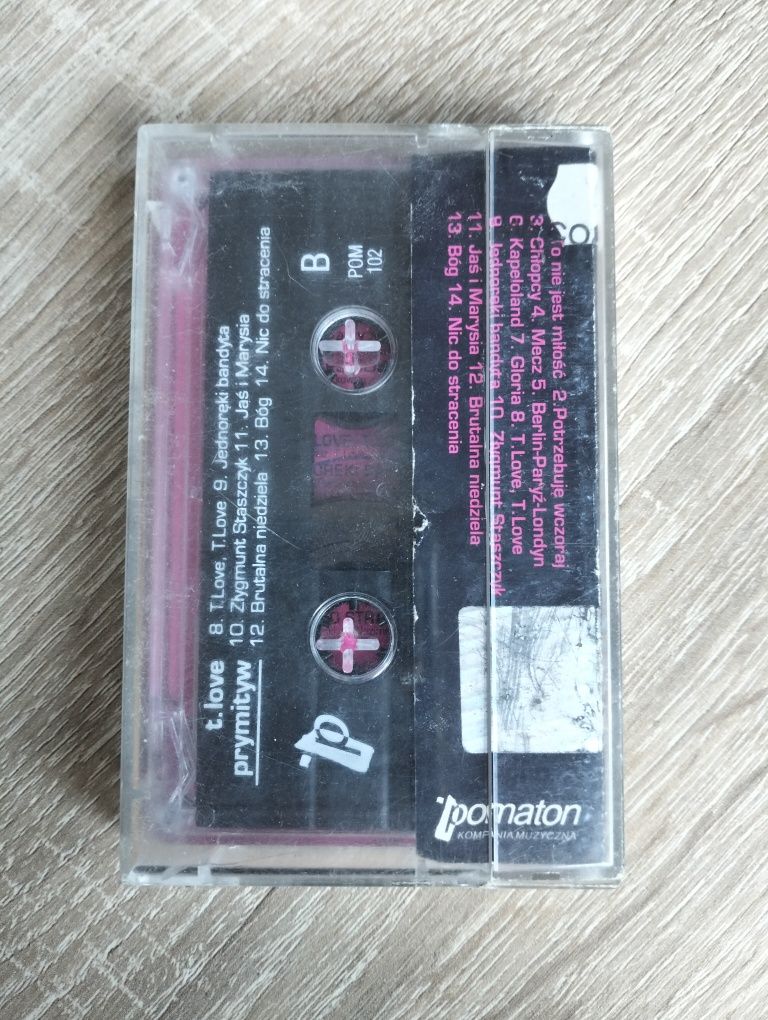 t.love
prymityw
8. T.Love, T.Love 9. Jednoręki bandyta
10. Złygmunt Staszczyk 11. Jaś i Marysia
12. Brutalna niedziela 13. Bóg 14. Nic do stracenia
B
POM
102
To nie jest miłość 2.Potrzebuję wczoraj
3. Chłopcy 4. Mecz 5. Berlin-Paryż-Londyn
6. Kapeloland 7. Gloria 8. T.Love, T.Love
9. Jednoręki bandyta 10. Złygmunt Staszczyk
11. Jaś i Marysia 12. Brutalna niedziela
13. Bóg 14. Nic do stracenia
pomaton
KOMPANIA MUZYCZNA